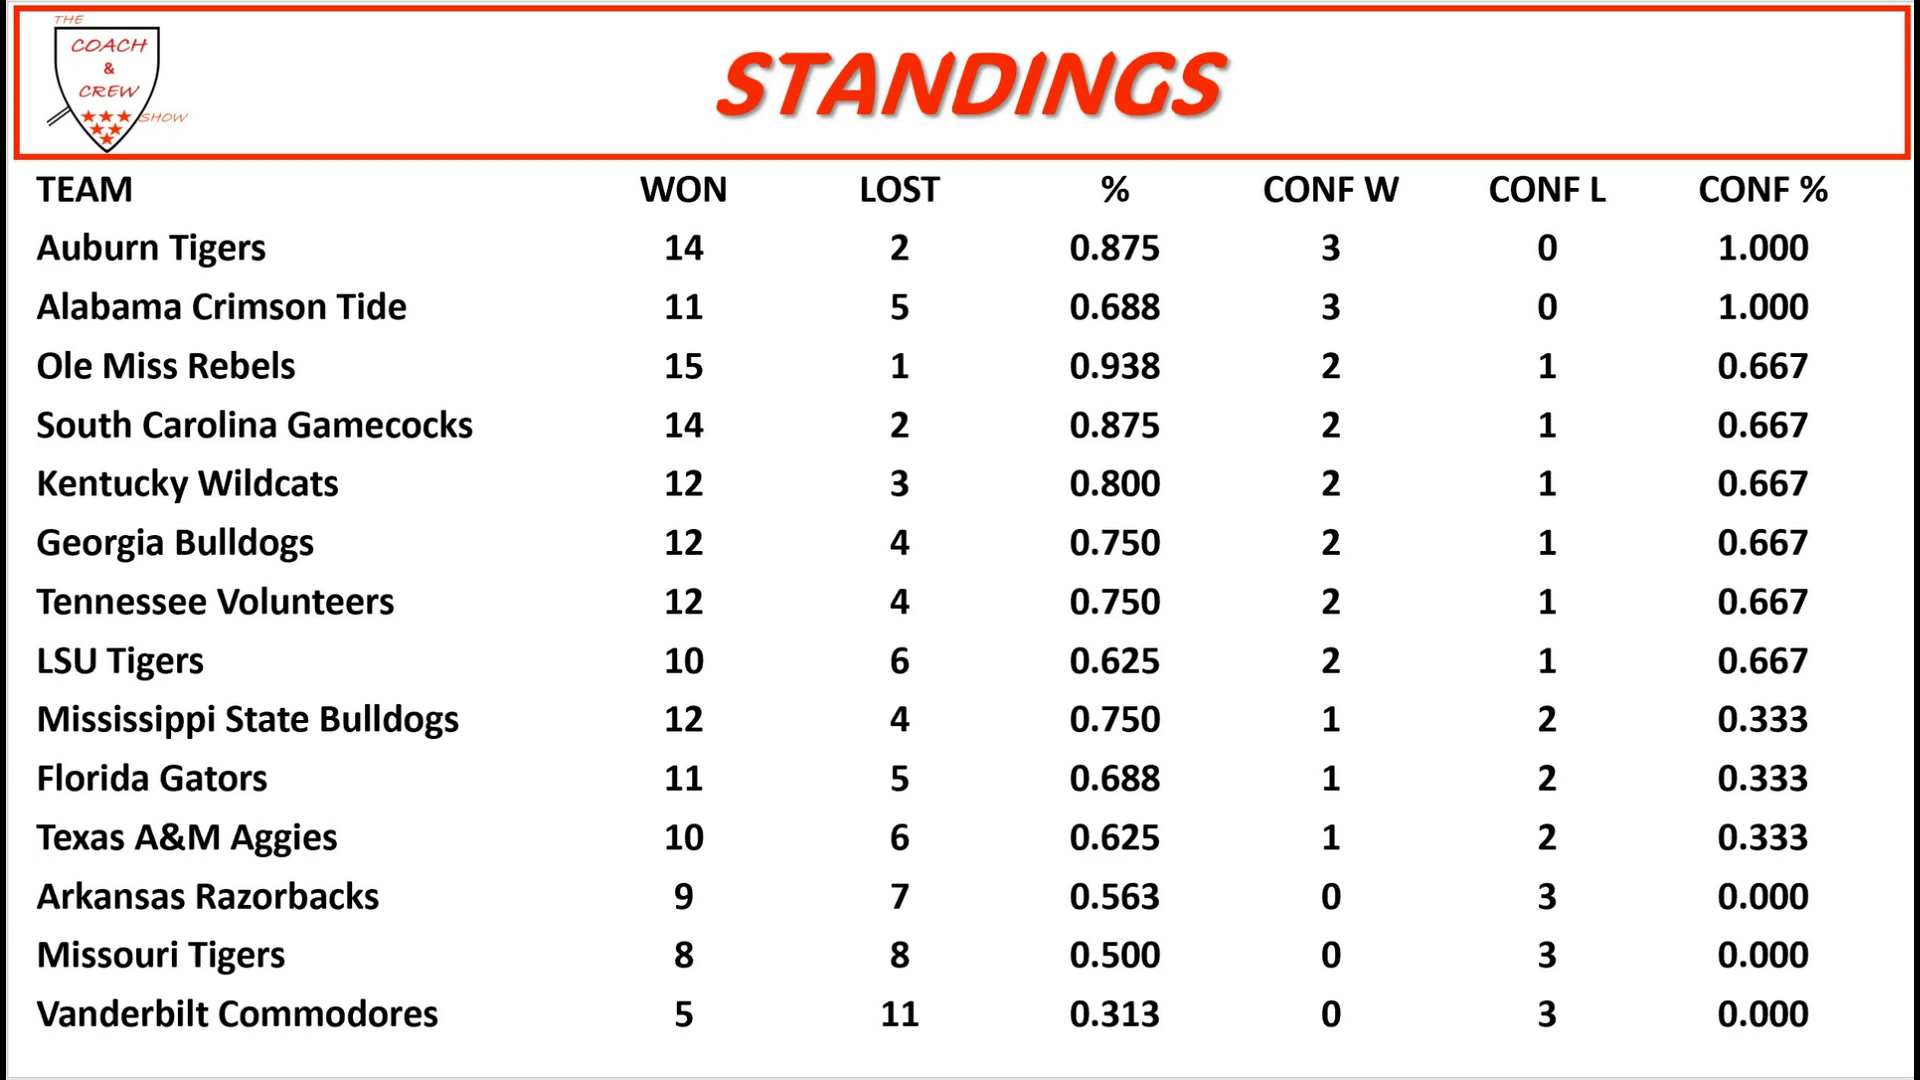 THE
COACH
&
CREW
SHOW
STANDINGS
TEAM WON LOST % CONF W CONF L CONF %
Auburn Tigers 14 2 0.875 3 0 1.000
Alabama Crimson Tide 11 5 0.688 3 0 1.000
Ole Miss Rebels 15 1 0.938 2 1 0.667
South Carolina Gamecocks 14 2 0.875 2 1 0.667
Kentucky Wildcats 12 3 0.800 2 1 0.667
Georgia Bulldogs 12 4 0.750 2 1 0.667
Tennessee Volunteers 12 4 0.750 2 1 0.667
LSU Tigers 10 6 0.625 2 1 0.667
Mississippi State Bulldogs 12 4 0.750 1 2 0.333
Florida Gators 11 5 0.688 1 2 0.333
Texas A&M Aggies 10 6 0.625 1 2 0.333
Arkansas Razorbacks 9 7 0.563 0 3 0.000
Missouri Tigers 8 8 0.500 0 3 0.000
Vanderbilt Commodores 5 11 0.313 0 3 0.000